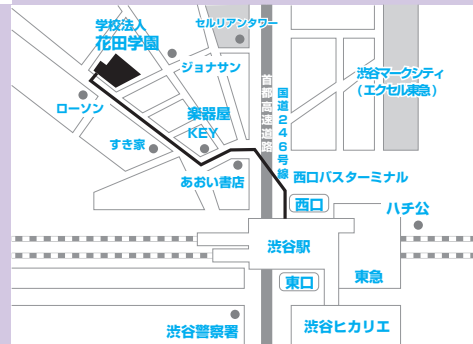 学校法人
花田学園
セルリアンタワー
ジョナサン
渋谷マークシティ
(エクセル東急)
首都高速道路
国道246号線
ローソン
楽器屋
KEY
すき家
あおい書店
西口バスターミナル
西口
ハチ公
渋谷駅
東口
東急
渋谷警察署
渋谷ヒカリエ